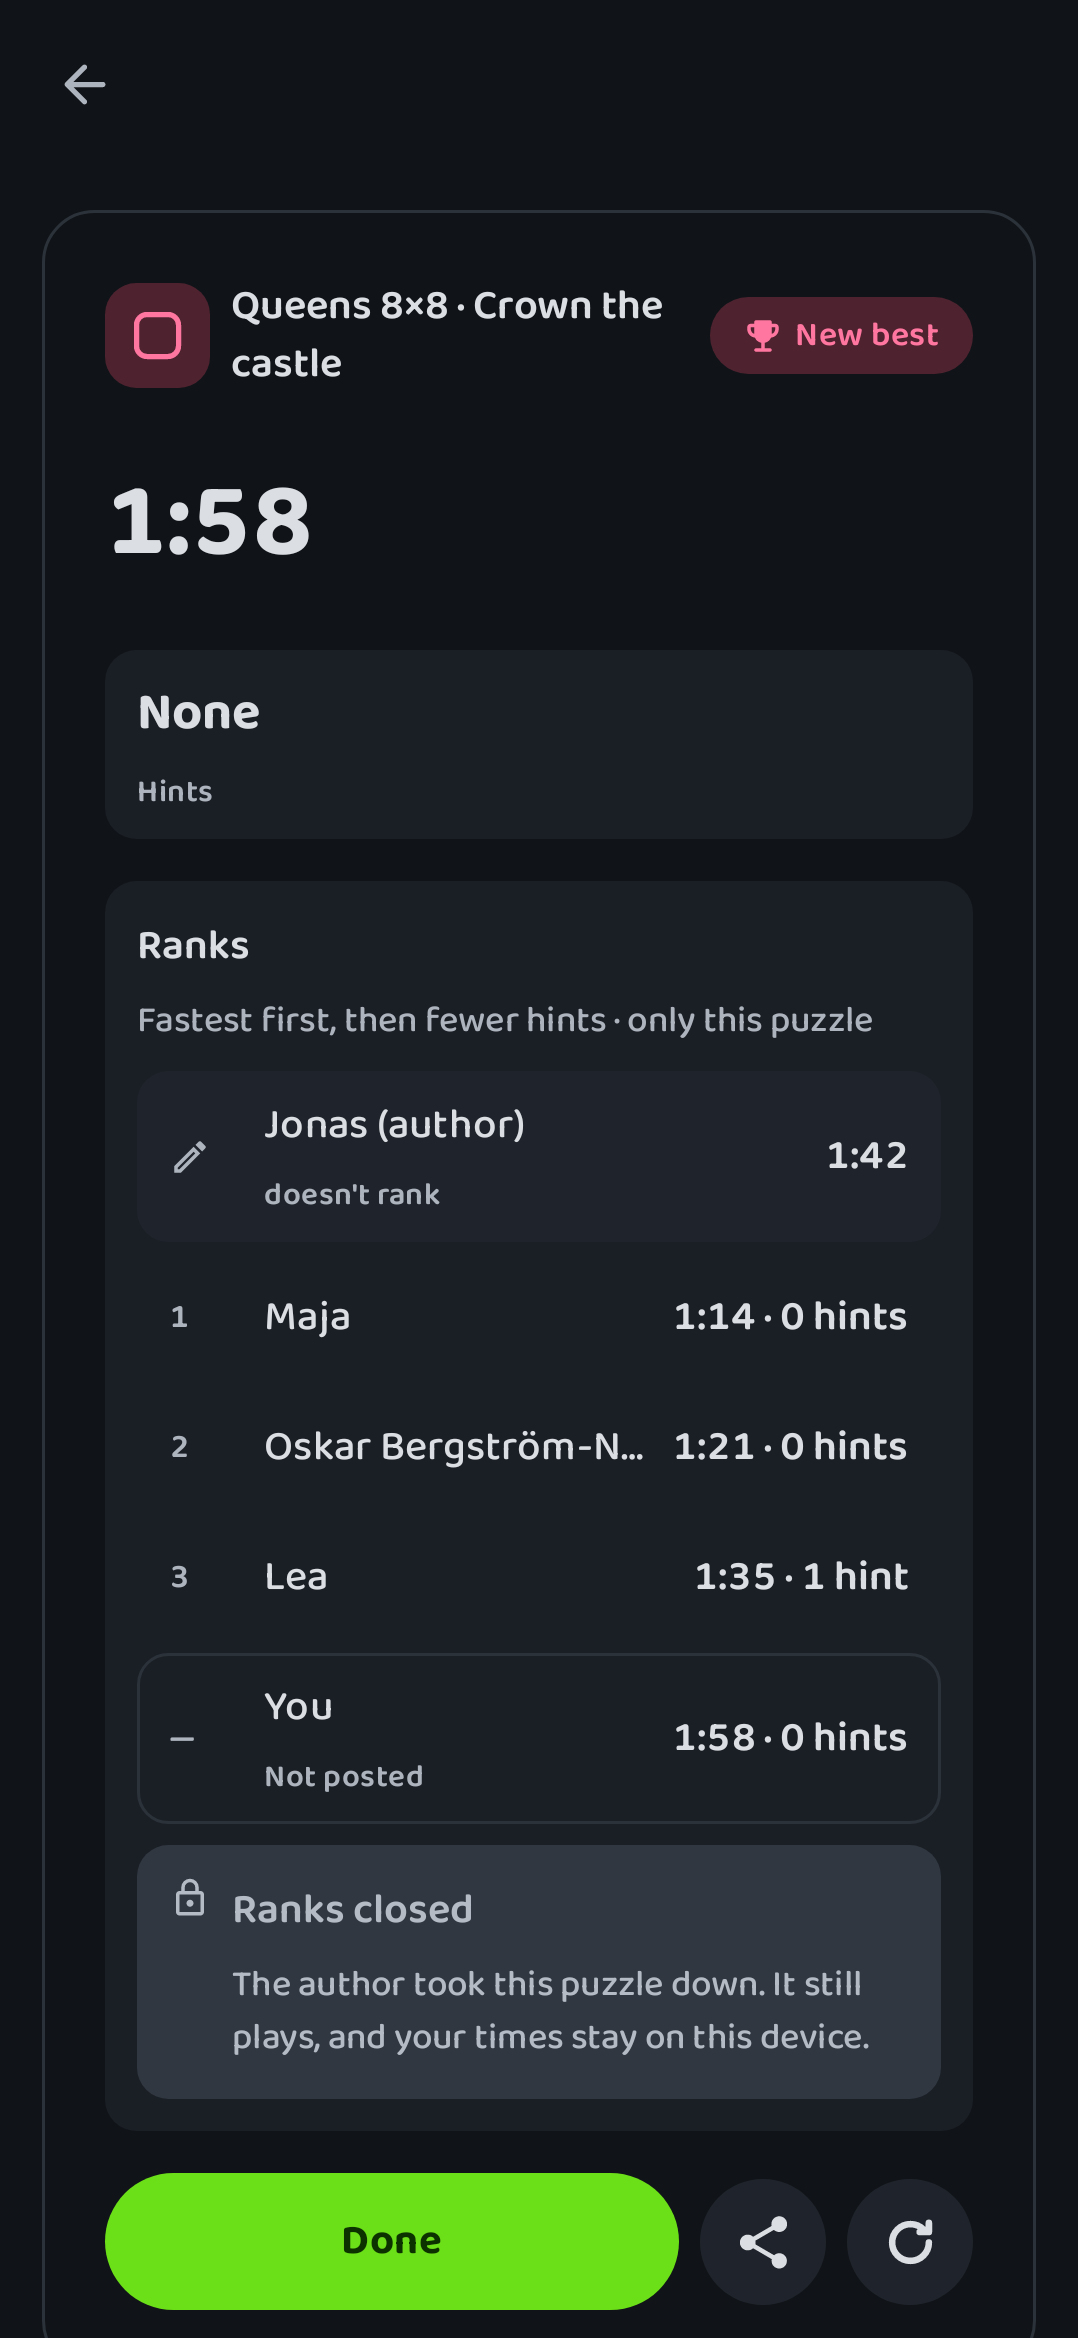 Queens 8×8 · Crown the
castle
New best
1:58
None
Hints
Ranks
Fastest first, then fewer hints · only this puzzle
Jonas (author)
doesn't rank
1:42
1
Maja
1:14 · 0 hints
2
Oskar Bergström-N...
1:21 · 0 hints
3
Lea
1:35 · 1 hint
–
You
Not posted
1:58 · 0 hints
Ranks closed
The author took this puzzle down. It still
plays, and your times stay on this device.
Done